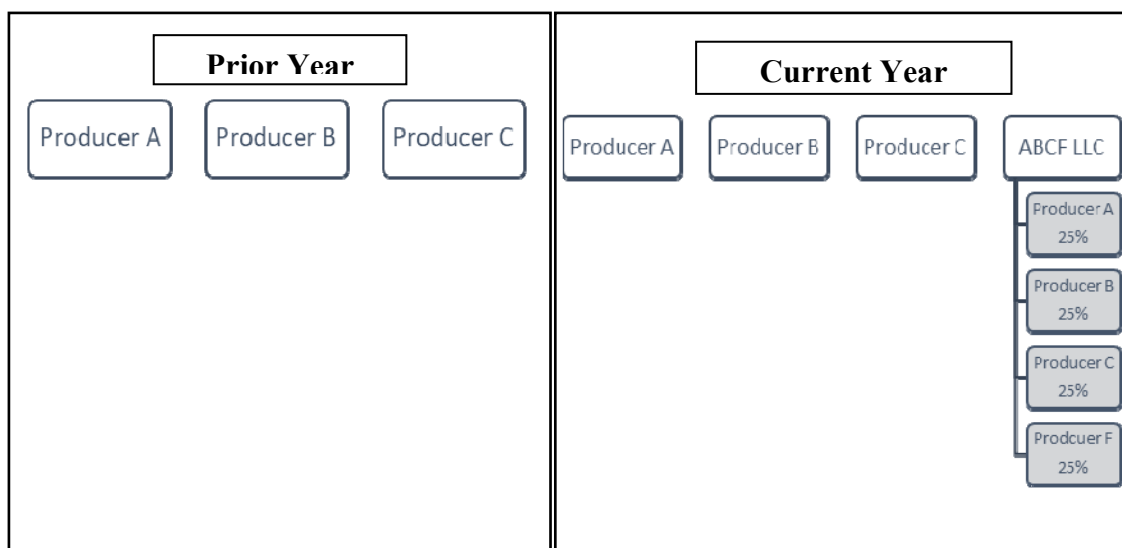 Prior Year
Producer A
Producer B
Producer C
Current Year
Producer A
Producer B
Producer C
ABCF LLC
Producer A
25%
Producer B
25%
Producer C
25%
Prodcuer F
25%